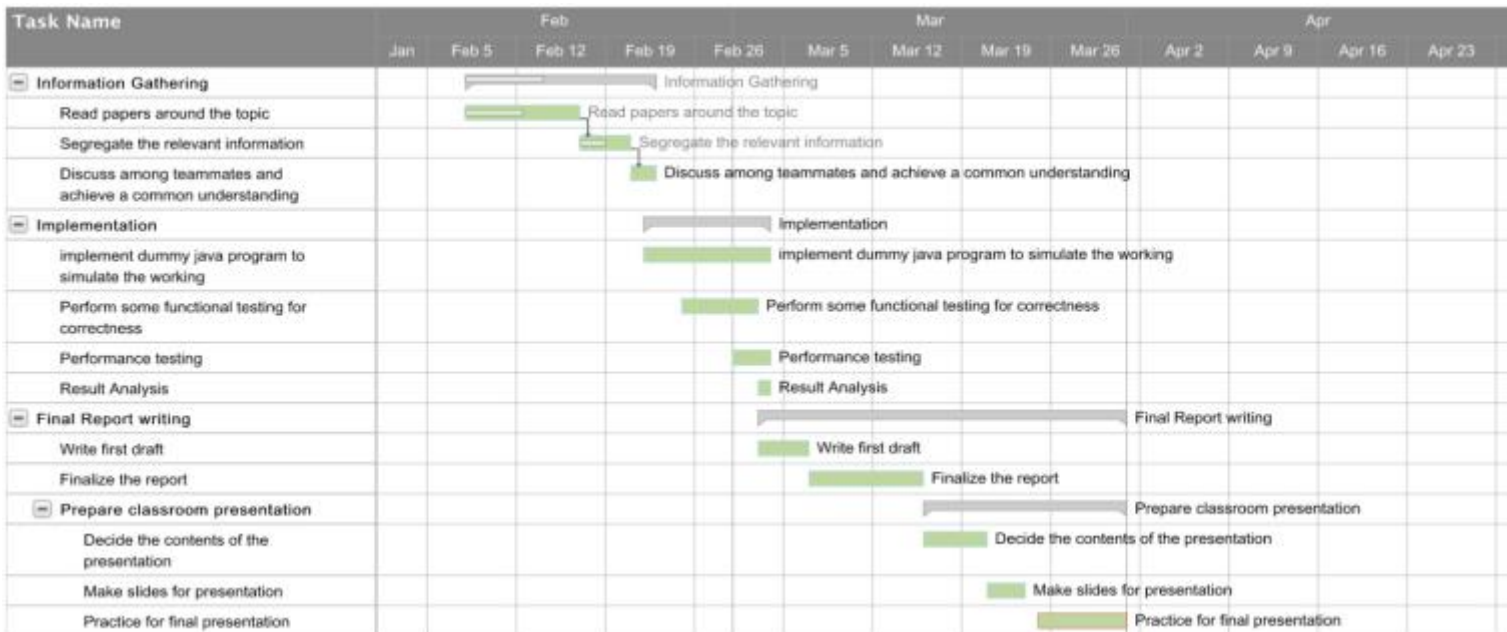 Task Name
Feb
Mar
Apr
Jan
Feb 5
Feb 12
Feb 19
Feb 26
Mar 5
Mar 12
Mar 19
Mar 26
Apr 2
Apr 9
Apr 16
Apr 23
Information Gathering
Information Gathering
Read papers around the topic
Read papers around the topic
Segregate the relevant information
Segregate the relevant information
Discuss among teammates and
achieve a common understanding
Discuss among teammates and achieve a common understanding
Implementation
Implementation
implement dummy java program to
simulate the working
implement dummy java program to simulate the working
Perform some functional testing for
correctness
Perform some functional testing for correctness
Performance testing
Performance testing
Result Analysis
Result Analysis
Final Report writing
Final Report writing
Write first draft
Write first draft
Finalize the report
Finalize the report
Prepare classroom presentation
Prepare classroom presentation
Decide the contents of the
presentation
Decide the contents of the presentation
Make slides for presentation
Make slides for presentation
Practice for final presentation
Practice for final presentation